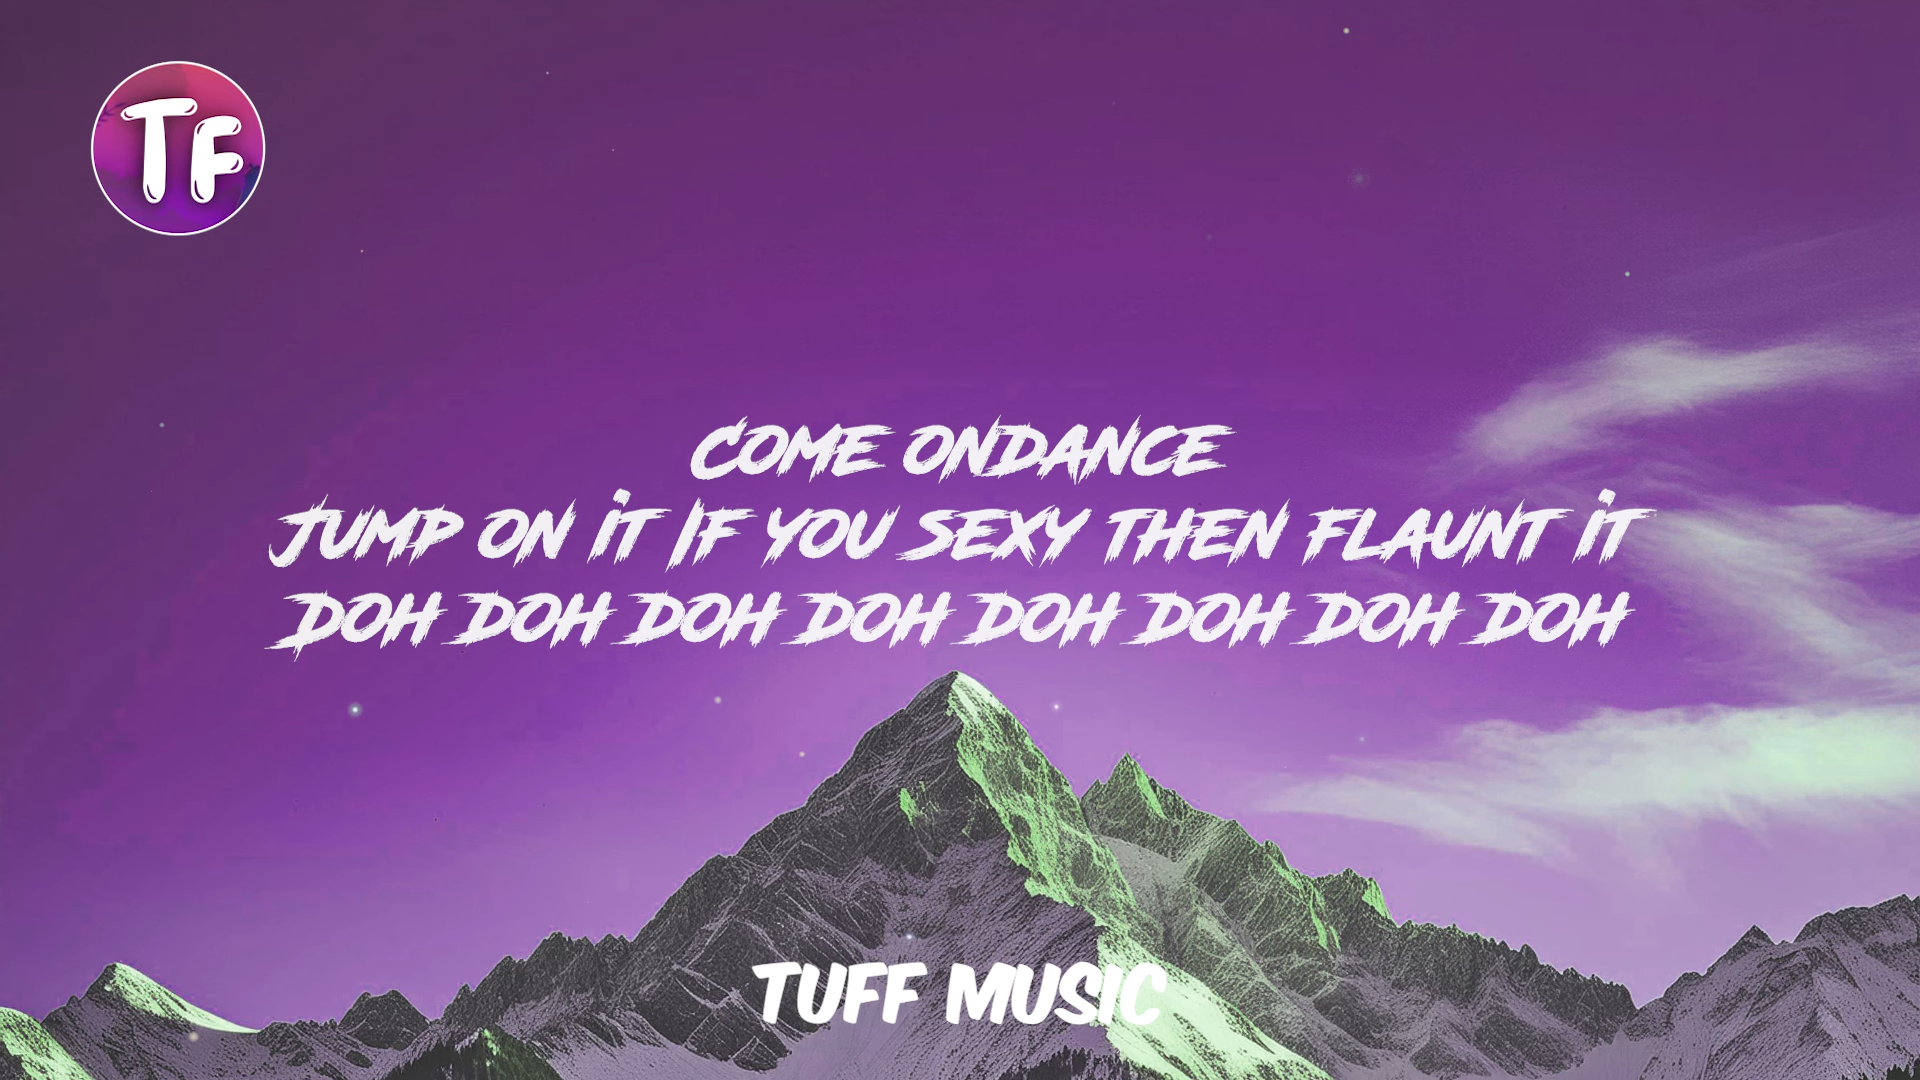 TF
Come ondance
Jump on it If you Sexy then flaunt it
Doh doh doh doh doh doh doh doh
TUFF MUSIC